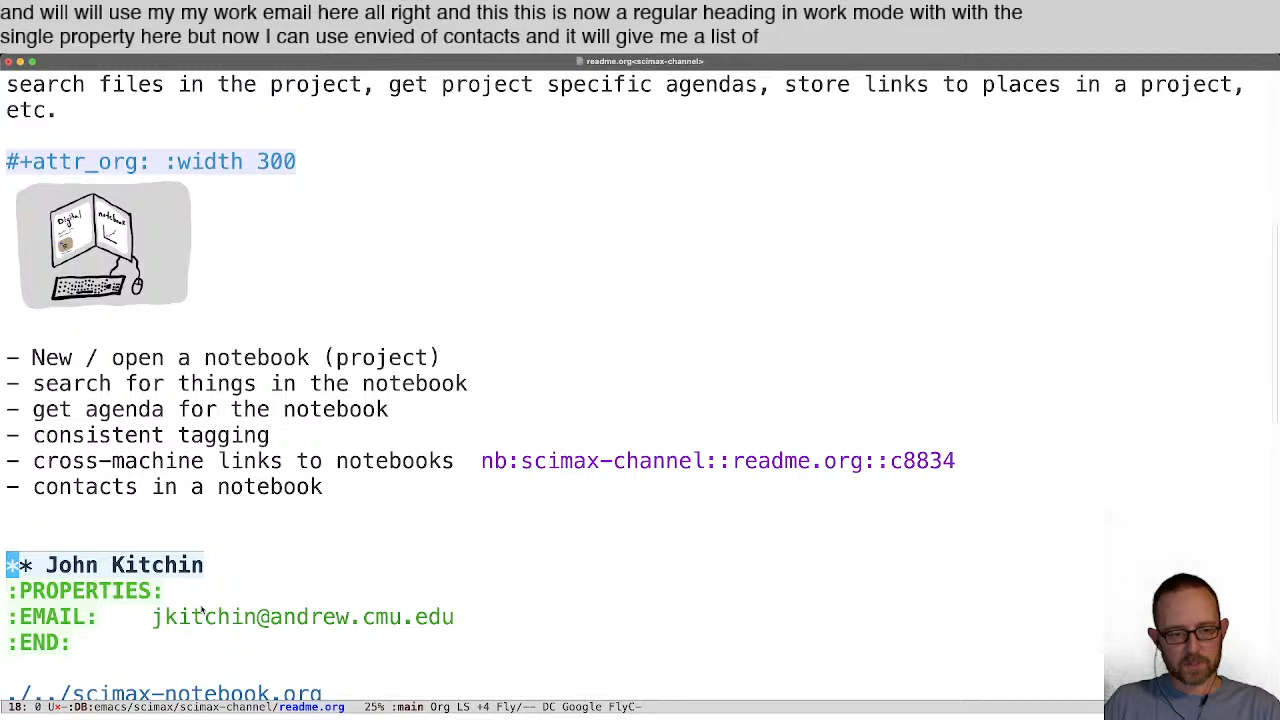 and will will use my my work email here all right and this this is now a regular heading in work mode with with the
single property here but now I can use envied of contacts and it will give me a list of
readme.org<scimax-channel>
search files in the project, get project specific agendas, store links to places in a project,
etc.
#+attr_org: :width 300
Digital notebook
- New / open a notebook (project)
- search for things in the notebook
- get agenda for the notebook
- consistent tagging
- cross-machine links to notebooks  nb:scimax-channel::readme.org::c8834
- contacts in a notebook
** John Kitchin
:PROPERTIES:
:EMAIL:    jkitchin@andrew.cmu.edu
:END:
./../scimax-notebook.org
18: 0 U×-:DB:emacs/scimax/scimax-channel/readme.org    25% :main Org LS +4 Fly/-- DC Google FlyC-